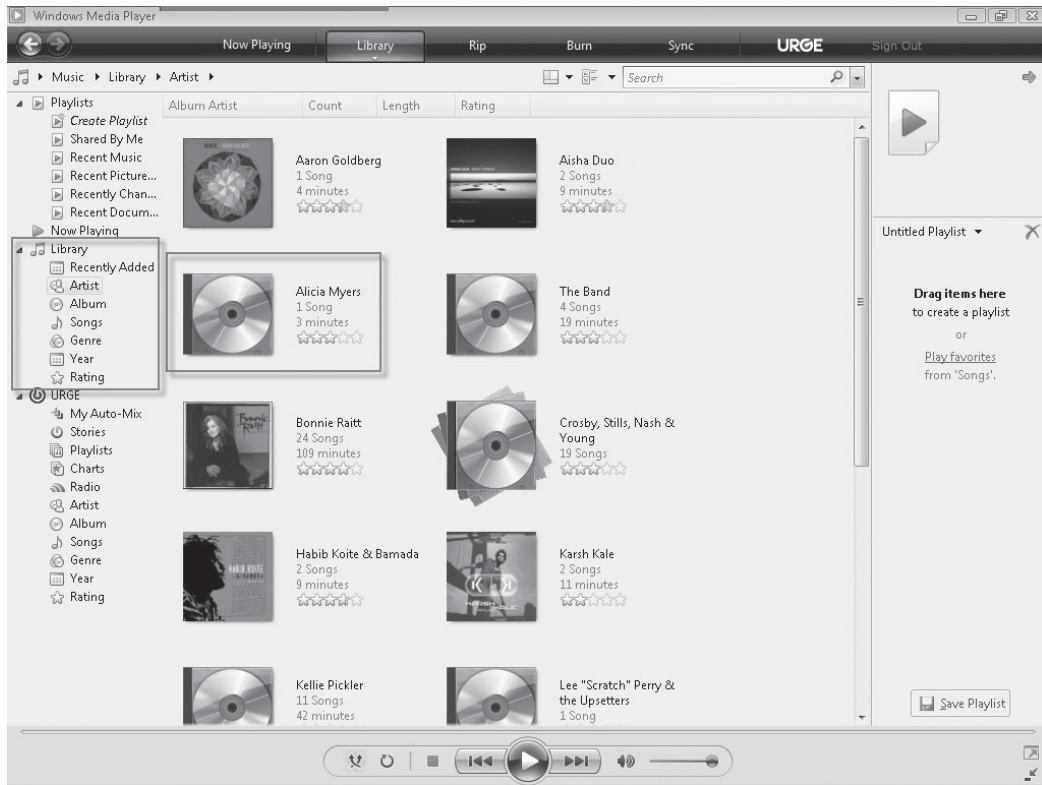 Windows Media Player
Now Playing
Library
Rip
Burn
Sync
URGE
Sign Out
Music Library Artist
Search
Playlists
Create Playlist
Shared By Me
Recent Music
Recent Picture...
Recently Chan...
Recent Docum...
Now Playing
Library
Recently Added
Artist
Album
Songs
Genre
Year
Rating
URGE
My Auto-Mix
Stories
Playlists
Charts
Radio
Artist
Album
Songs
Genre
Year
Rating
Album Artist Count Length Rating
Aaron Goldberg
1 Song
4 minutes
Aisha Duo
2 Songs
9 minutes
Alicia Myers
1 Song
3 minutes
The Band
4 Songs
19 minutes
Bonnie Raitt
24 Songs
109 minutes
Bonnie
Raitt
Crosby, Stills, Nash &
Young
19 Songs
Habib Koite & Bamada
2 Songs
9 minutes
HABIB KOITE
Karsh Kale
2 Songs
11 minutes
Kellie Pickler
11 Songs
42 minutes
Lee "Scratch" Perry &
the Upsetters
1 Song
Untitled Playlist
Drag items here
to create a playlist
or
Play favorites
from 'Songs'.
Save Playlist